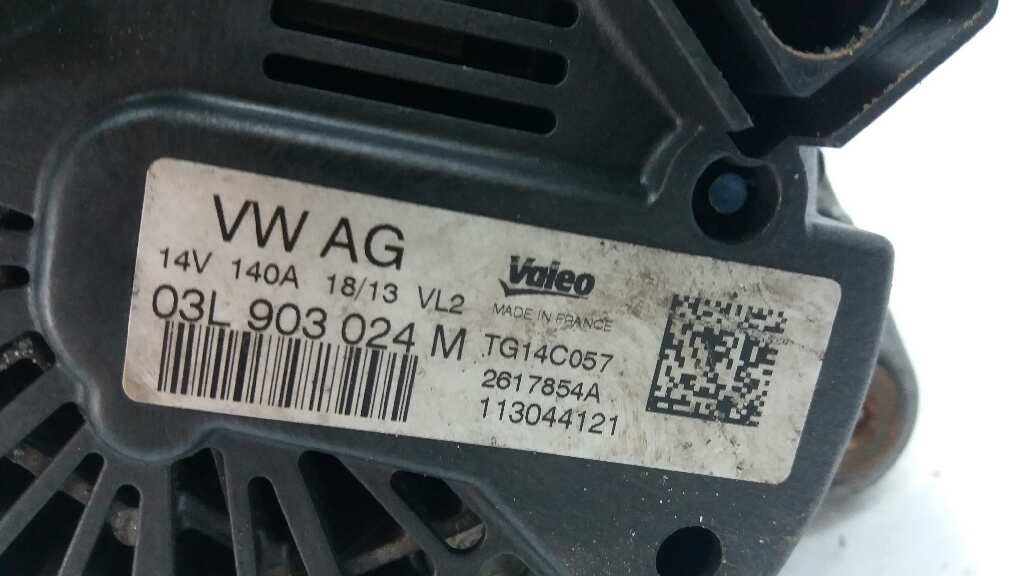 VW AG
14V 140A 18/13 VL2
03L 903 024 M
Valeo
MADE IN FRANCE
TG14C057
2617854A
113044121